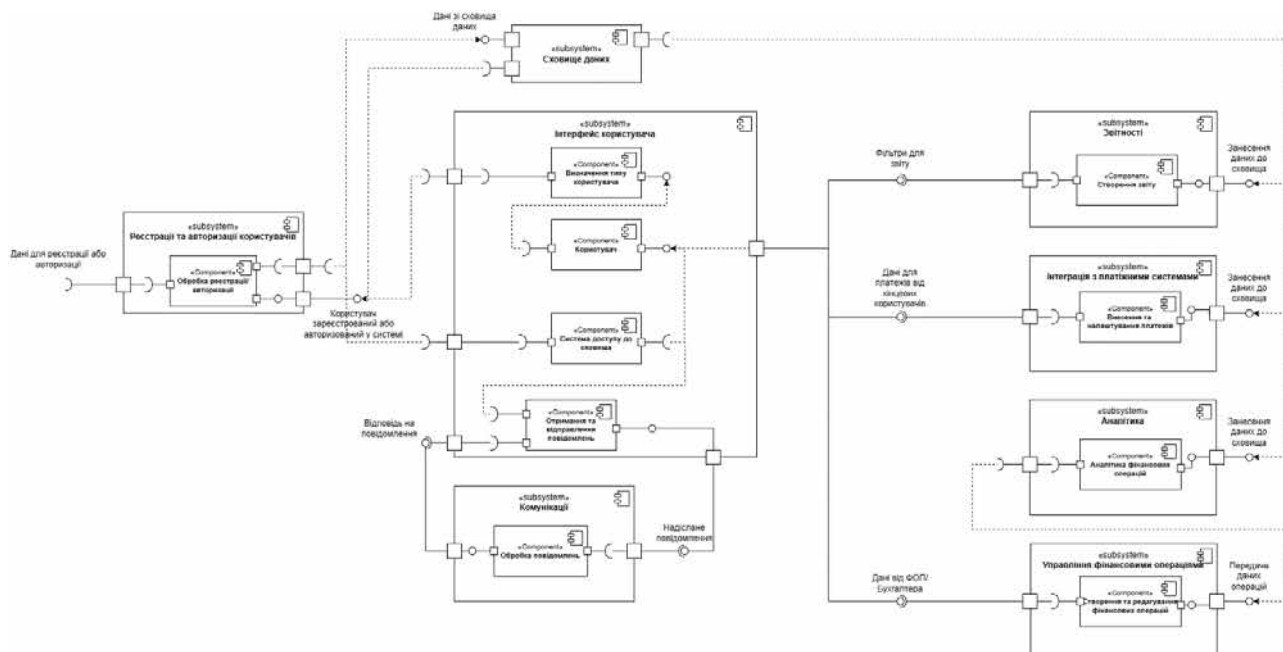 Дані зі сховища
даних
«subsystem»
Сховище даних
«subsystem»
Інтерфейс користувача
«Component»
Визначення типу
користувача
«Component»
Користувач
«Component»
Система доступу до
сховища
«Component»
Отримання та
відправлення
повідомлень
«subsystem»
Реєстрації та авторизації користувачів
Дані для реєстрації або
авторизації
«Component»
Обробка реєстрації/
авторизації
Користувач
зареєстрований або
авторизований у системі
Відповідь на
повідомлення
«subsystem»
Комунікації
«Component»
Обробка повідомлень
Надіслане
повідомлення
Фільтри для
звіту
«subsystem»
Звітності
«Component»
Створення звіту
Занесення
даних до
сховища
Дані для
платежів від
кінцевих
користувачів
«subsystem»
Інтеграція з платіжними системами
«Component»
Внесення та
налаштування платежів
Занесення
даних до
сховища
«subsystem»
Аналітика
«Component»
Аналітика фінансових
операцій
Занесення
даних до
сховища
Дані від ФОП/
Бухгалтера
«subsystem»
Управління фінансовими операціями
«Component»
Створення та редагування
фінансових операцій
Передача
даних
операцій